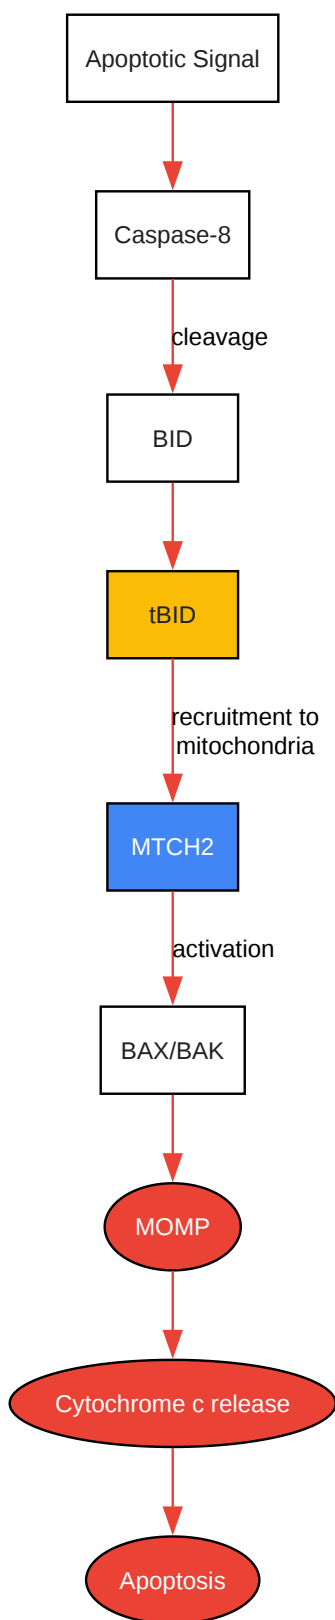 Apoptotic Signal
Caspase-8
cleavage
BID
tBID
recruitment to
mitochondria
MTCH2
activation
BAX/BAK
MOMP
Cytochrome c release
Apoptosis